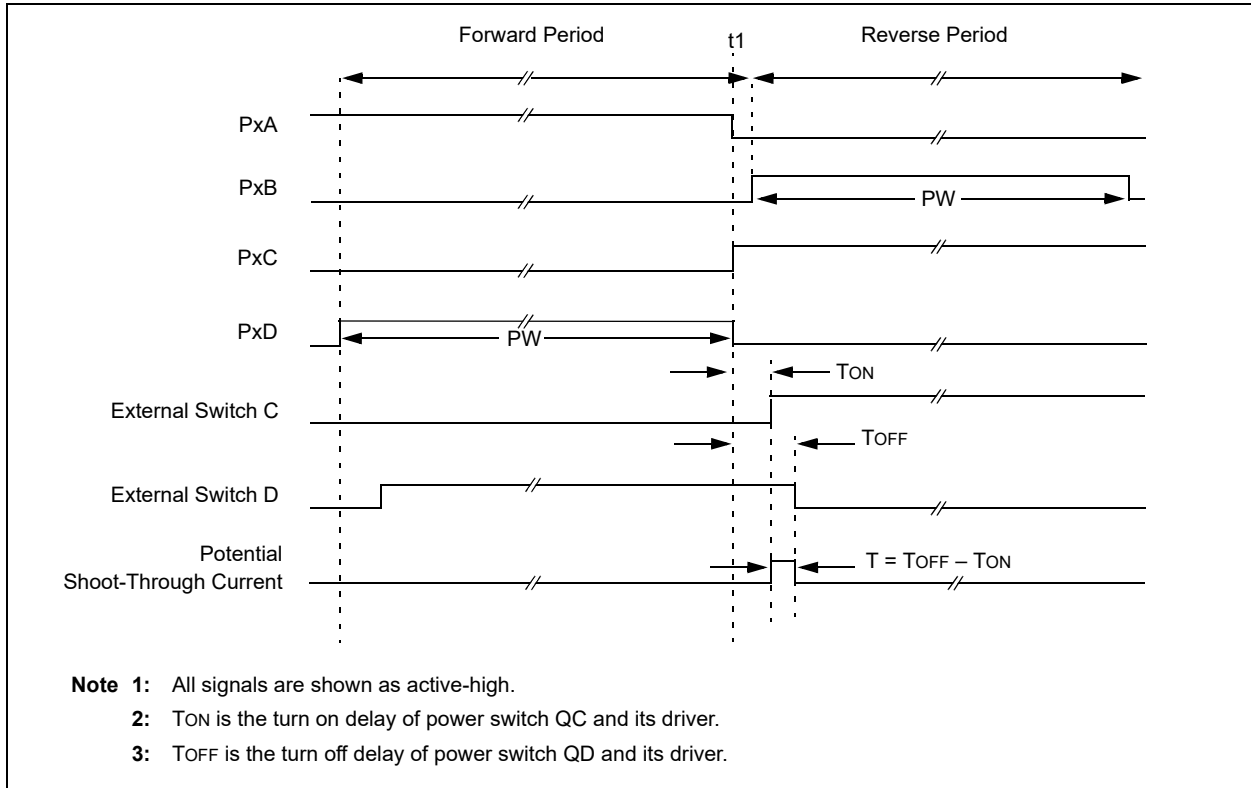 Forward Period
t1
Reverse Period
PxA
PxB
PW
PxC
PxD
PW
TON
External Switch C
TOFF
External Switch D
Potential
Shoot-Through Current
T = TOFF – TON
Note 1: All signals are shown as active-high.
2: TON is the turn on delay of power switch QC and its driver.
3: TOFF is the turn off delay of power switch QD and its driver.